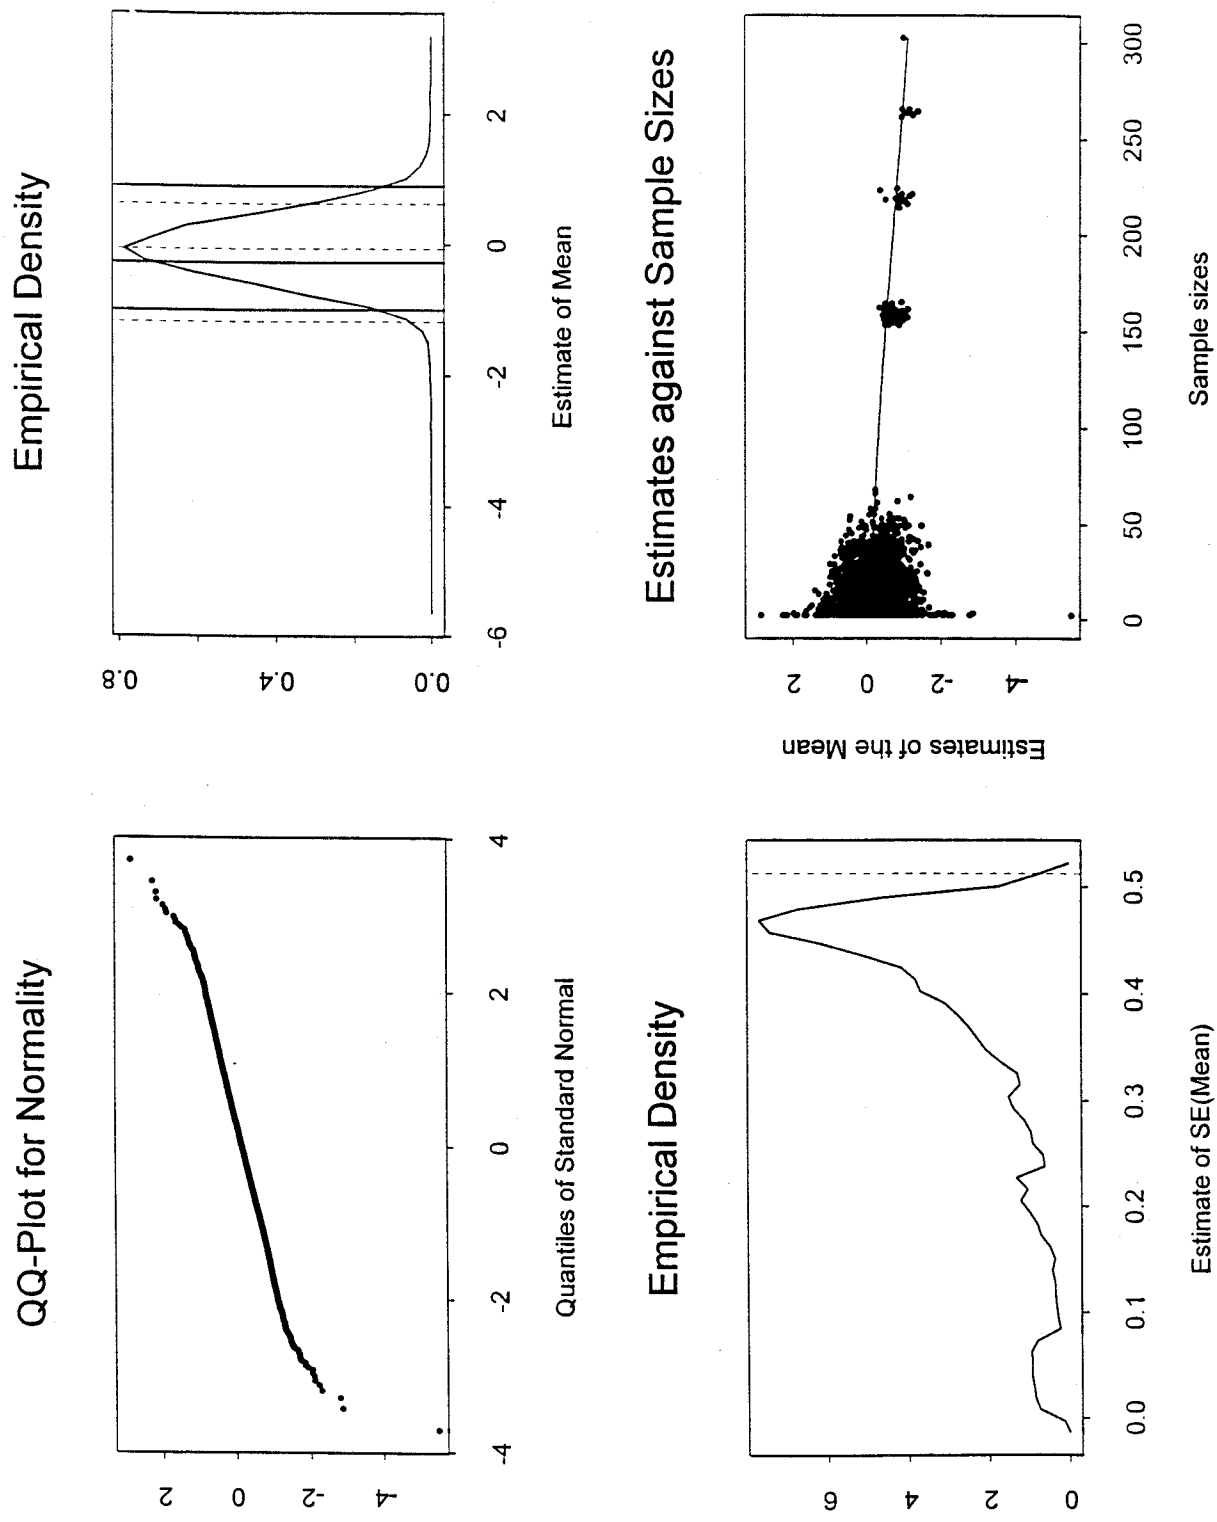 QQ-Plot for Normality
2
0
-2
-4
-4 -2 0 2 4
Quantiles of Standard Normal
Empirical Density
0.8
0.4
0.0
-6 -4 -2 0 2
Estimate of Mean
Empirical Density
6
4
2
0
0.0 0.1 0.2 0.3 0.4 0.5
Estimate of SE(Mean)
Estimates against Sample Sizes
Estimates of the Mean
2
0
-2
-4
0 50 100 150 200 250 300
Sample sizes